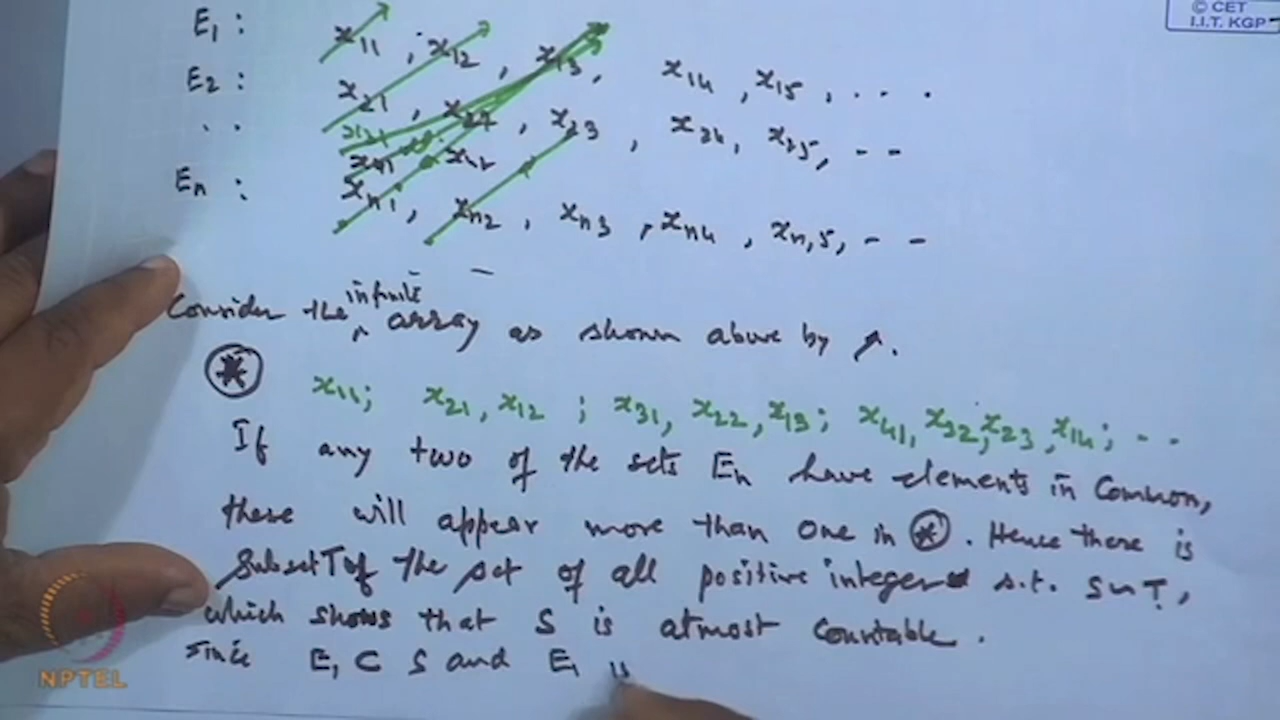 © CET
I.I.T. KGP
E1 : x11 , x12 , x13 , x14 , x15 , . . . .
E2 : x21 , x22 , x23 , x24 , x25 , - -
. . x31
x41 x42
En : xn1 , xn2 , xn3 , xn4 , xn,5 , - -
Consider the infinite array as shown above by ↗.
* x11; x21, x12 ; x31, x22, x13; x41, x32, x23, x14; - -
If any two of the sets En have elements in Common,
these will appear more than one in *. Hence there is
Subset T of the set of all positive integers s.t. S ~ T,
which shows that S is atmost Countable.
Since E1 ⊂ S and E1 is
NPTEL